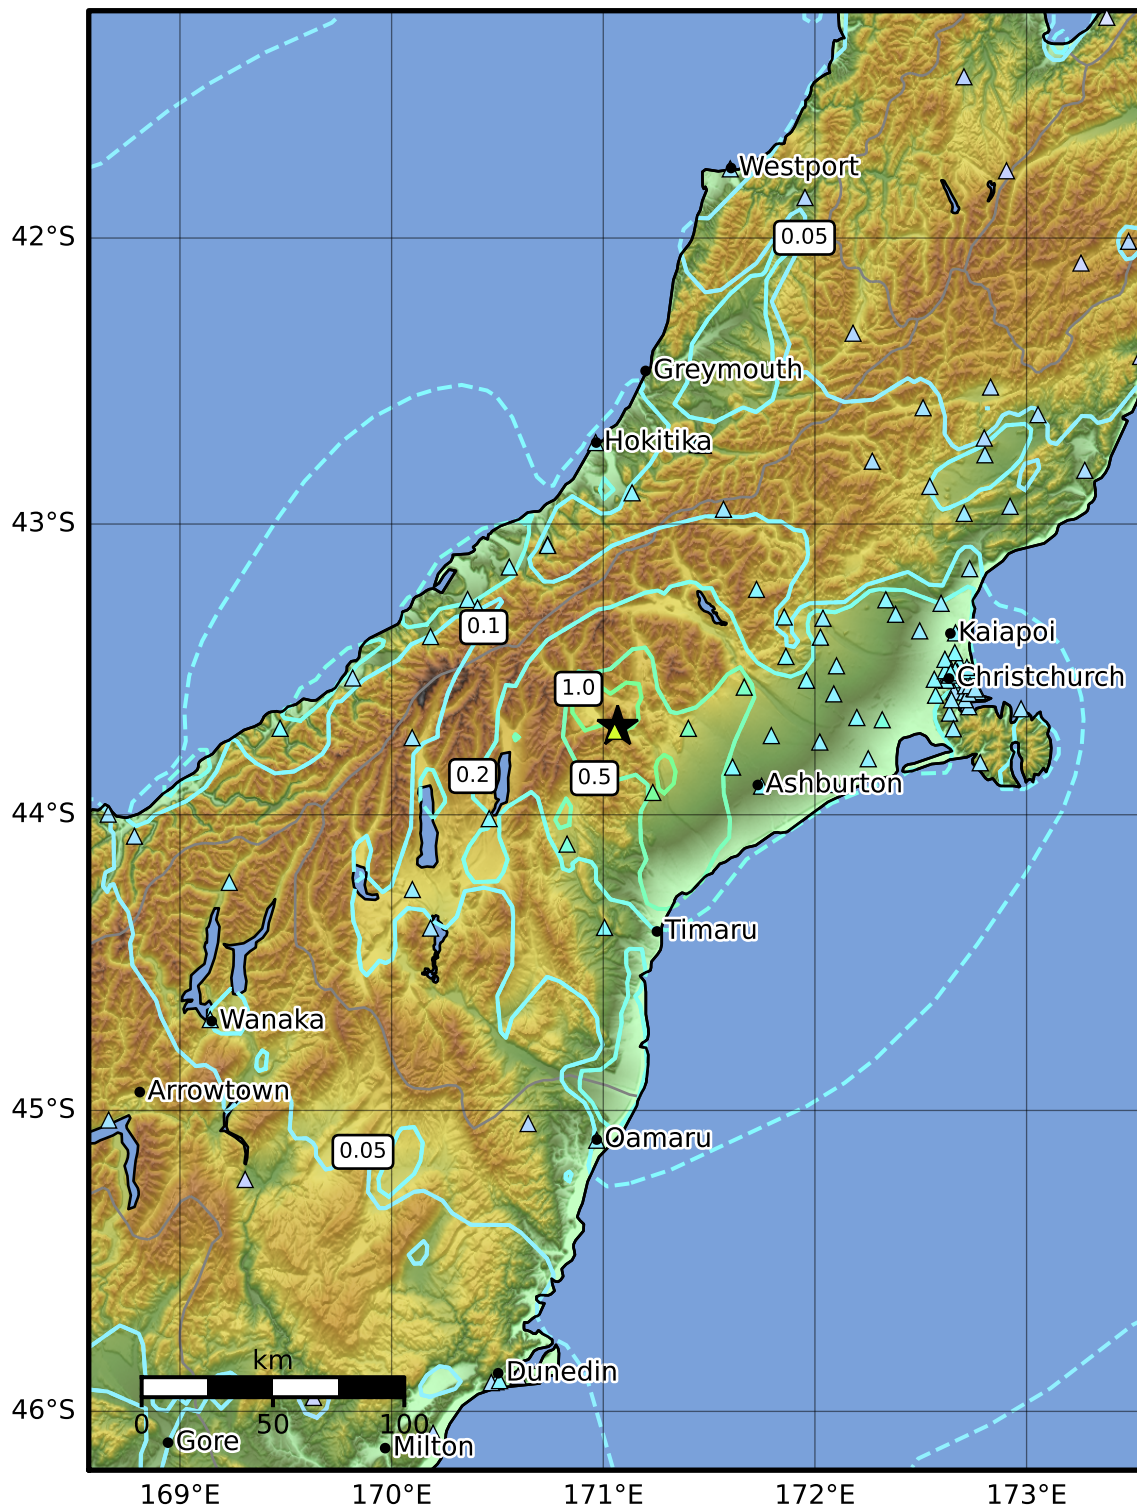 Westport
42°S
0.05
Greymouth
Hokitika
43°S
0.1
Kaiapoi
Christchurch
1.0
0.2
0.5
Ashburton
44°S
Timaru
Wanaka
Arrowtown
45°S
Oamaru
0.05
km
Dunedin
46°S
0 50 100
Gore
Milton
169°E 170°E 171°E 172°E 173°E